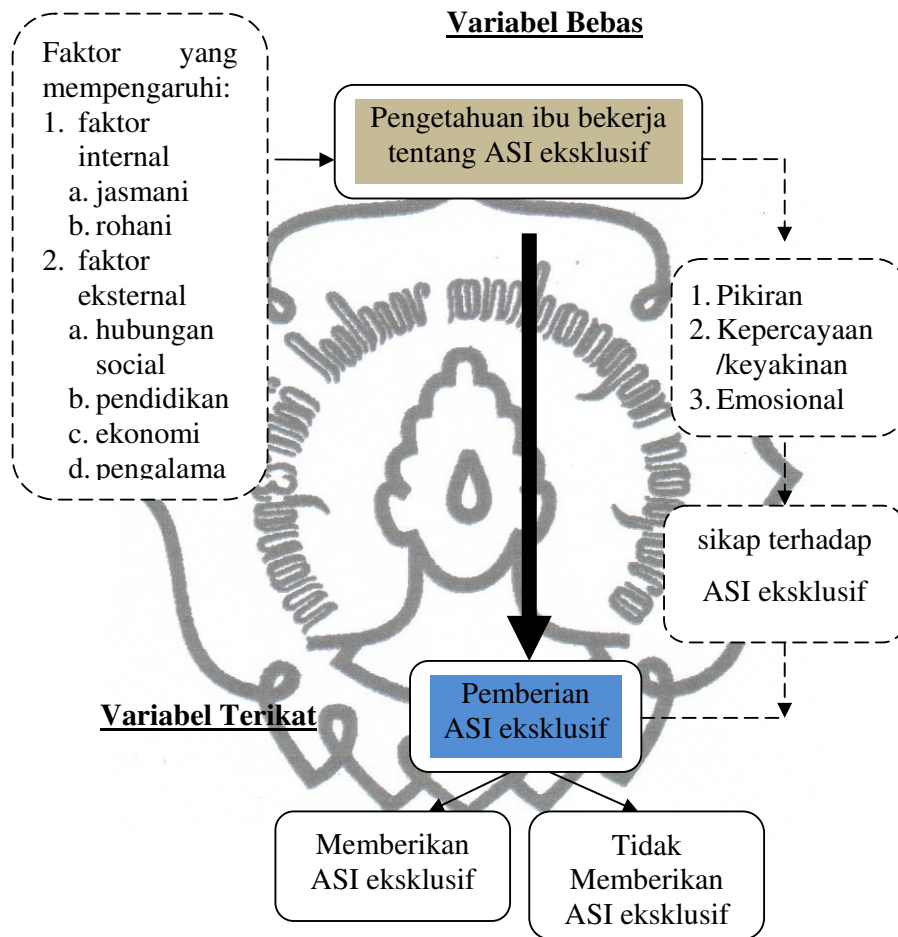 Variabel Bebas
Faktor yang
mempengaruhi:
1. faktor
internal
a. jasmani
b. rohani
2. faktor
eksternal
a. hubungan
social
b. pendidikan
c. ekonomi
d. pengalama
Pengetahuan ibu bekerja
tentang ASI eksklusif
1. Pikiran
2. Kepercayaan
/keyakinan
3. Emosional
sikap terhadap
ASI eksklusif
Variabel Terikat
Pemberian
ASI eksklusif
Memberikan
ASI eksklusif
Tidak
Memberikan
ASI eksklusif